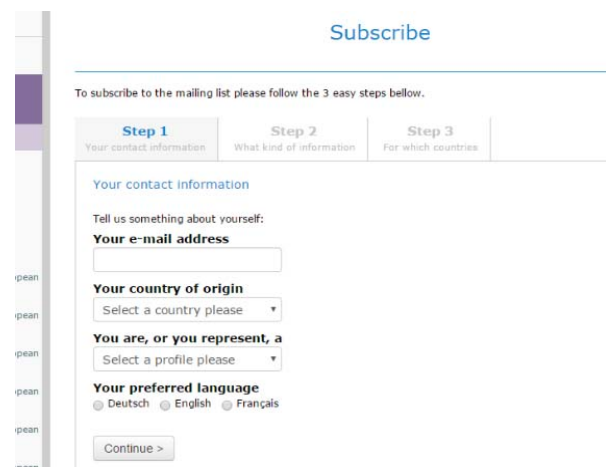 Subscribe
To subscribe to the mailing list please follow the 3 easy steps bellow.
Step 1
Your contact information
Step 2
What kind of information
Step 3
For which countries
Your contact information
Tell us something about yourself:
Your e-mail address
Your country of origin
Select a country please
You are, or you represent, a
Select a profile please
Your preferred language
Deutsch English Français
Continue >